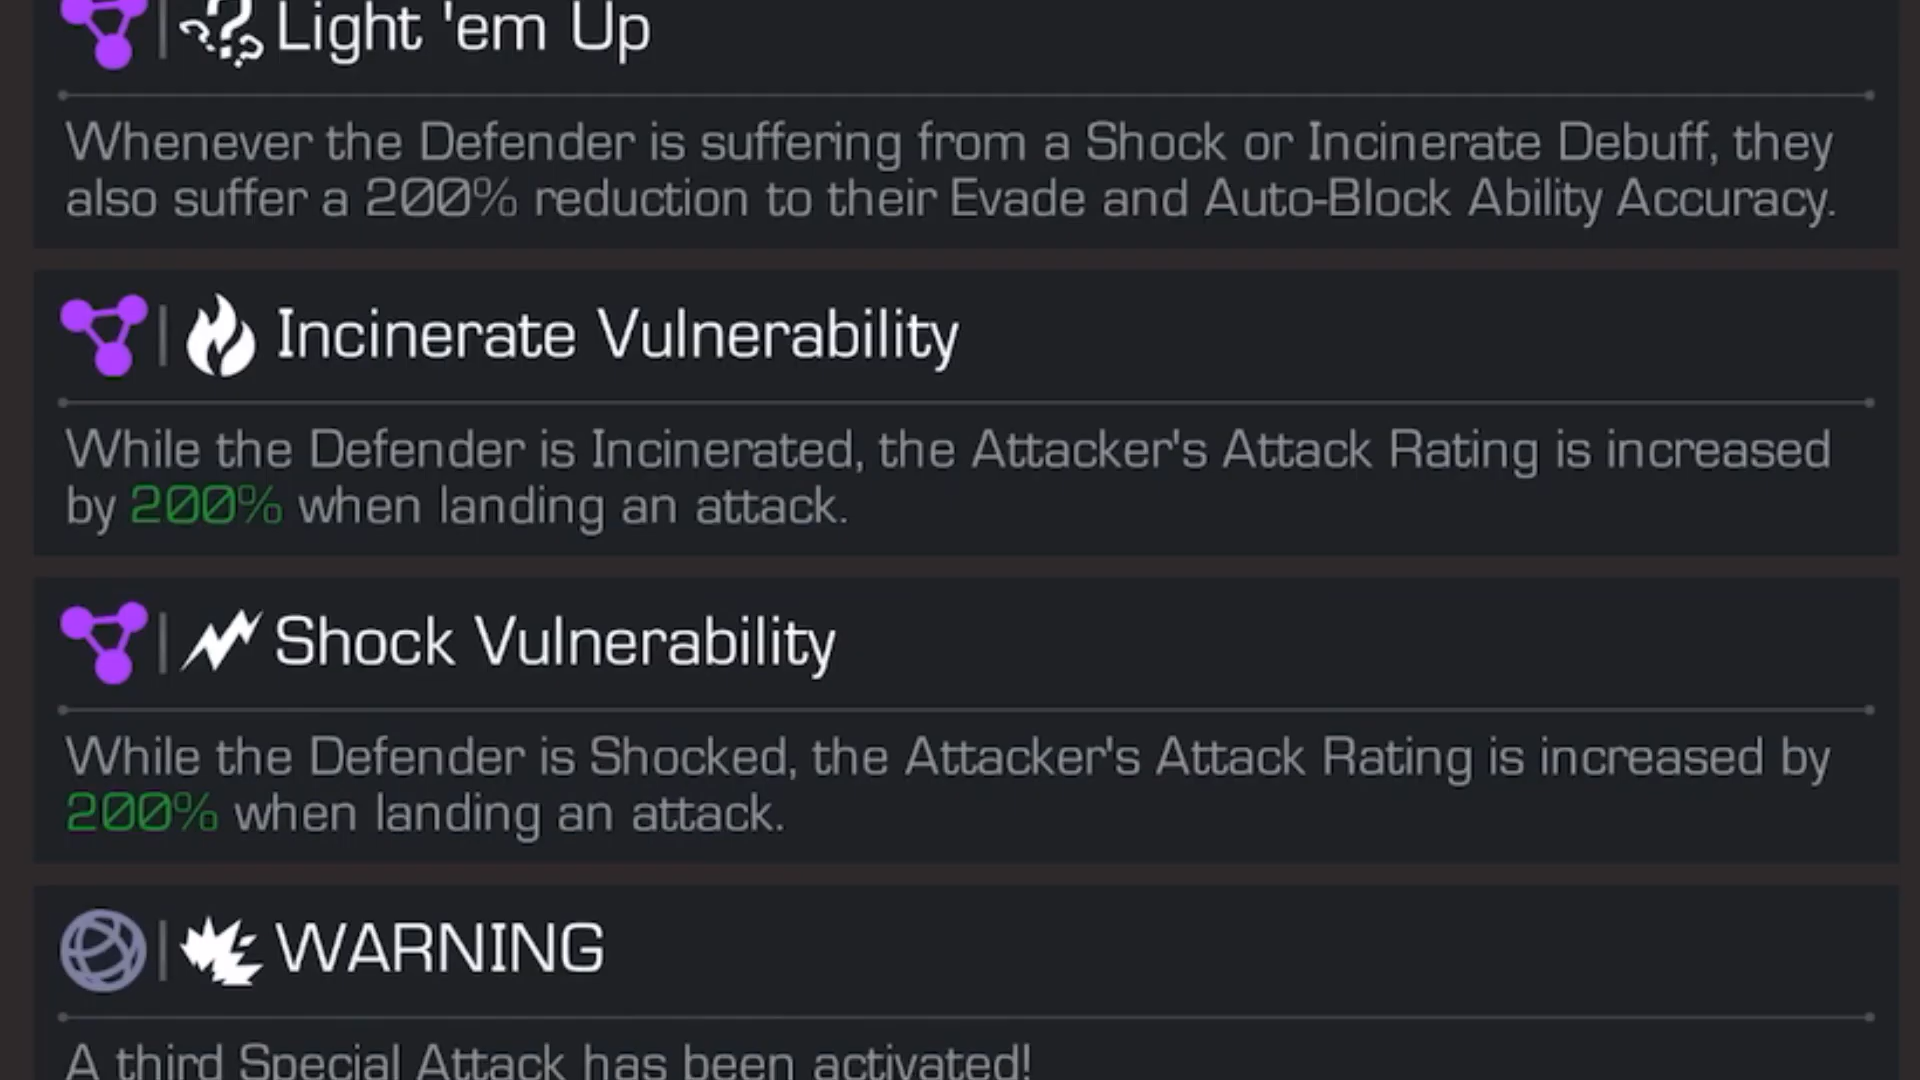 Light 'em Up
Whenever the Defender is suffering from a Shock or Incinerate Debuff, they
also suffer a 200% reduction to their Evade and Auto-Block Ability Accuracy.
Incinerate Vulnerability
While the Defender is Incinerated, the Attacker's Attack Rating is increased
by 200% when landing an attack.
Shock Vulnerability
While the Defender is Shocked, the Attacker's Attack Rating is increased by
200% when landing an attack.
WARNING
A third Special Attack has been activated!